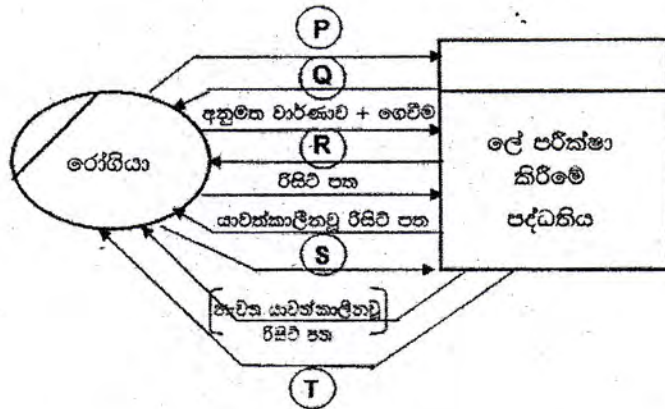 P
Q
අනුමත වාර්ණාව + ගෙවීම
R
රිසිට් පත
යාවත්කාලීනවූ රිසිට් පත
S
නැවත යාවත්කාලීනවූ
රිසිට් පත
T
රෝගියා
ලේ පරීක්ෂා
කිරීමේ
පද්ධතිය